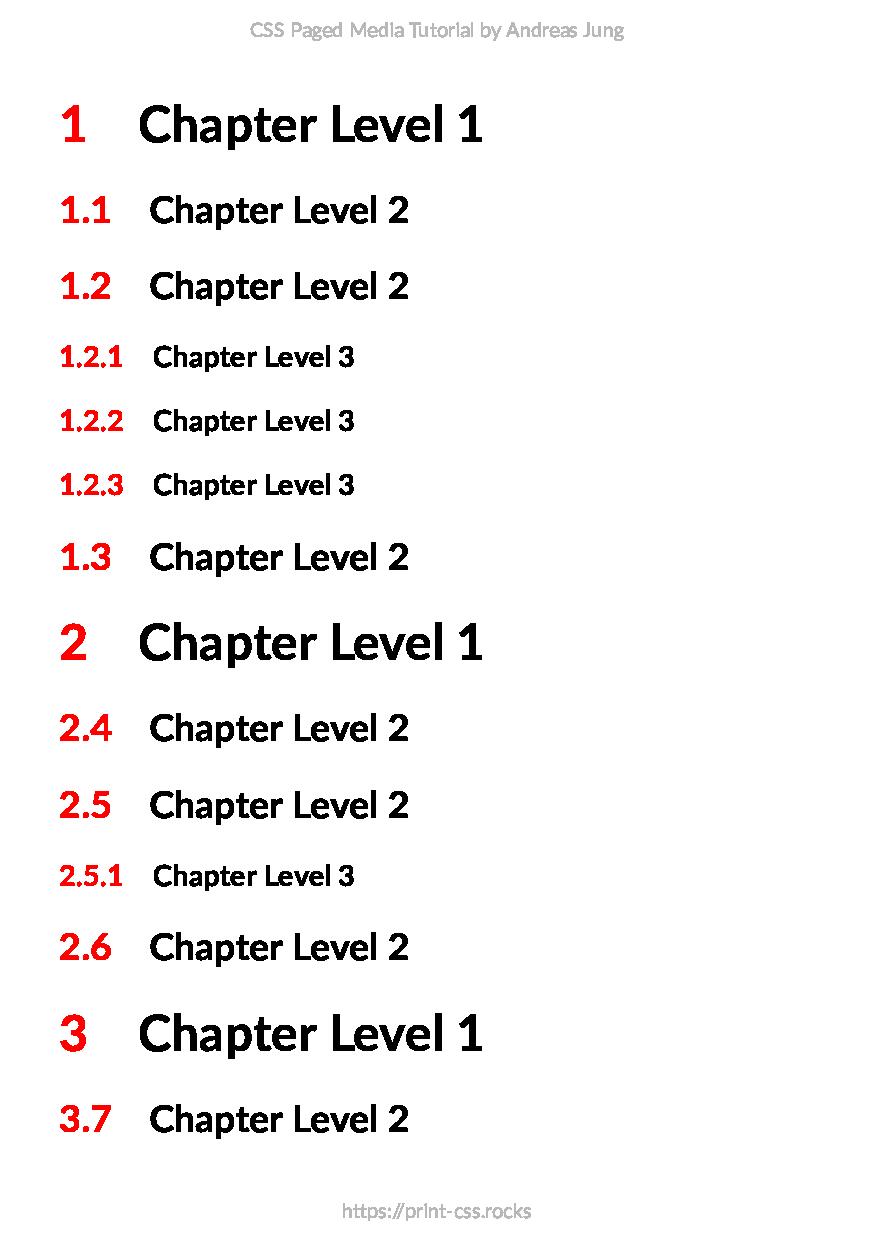 CSS Paged Media Tutorial by Andreas Jung
1 Chapter Level 1
1.1 Chapter Level 2
1.2 Chapter Level 2
1.2.1 Chapter Level 3
1.2.2 Chapter Level 3
1.2.3 Chapter Level 3
1.3 Chapter Level 2
2 Chapter Level 1
2.4 Chapter Level 2
2.5 Chapter Level 2
2.5.1 Chapter Level 3
2.6 Chapter Level 2
3 Chapter Level 1
3.7 Chapter Level 2
https://print-css.rocks